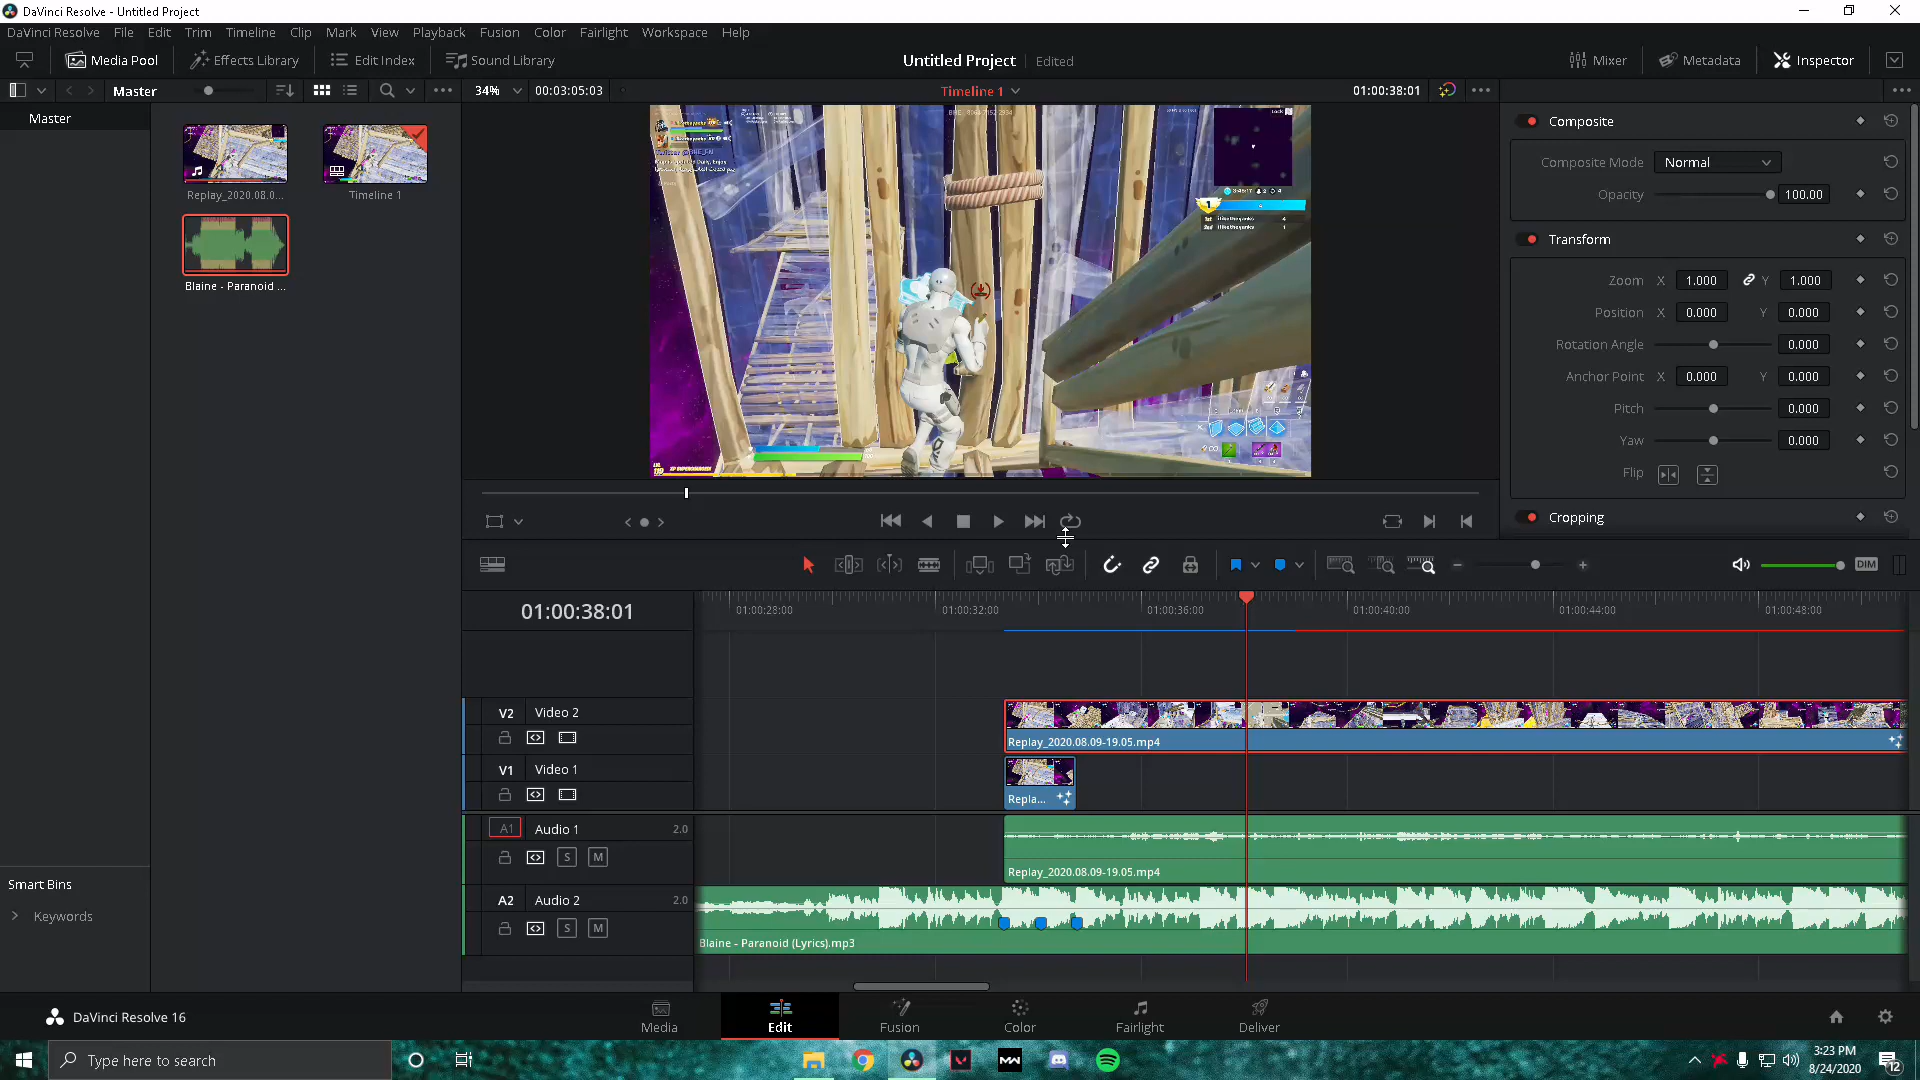 DaVinci Resolve - Untitled Project
DaVinci Resolve File Edit Trim Timeline Clip Mark View Playback Fusion Color Fairlight Workspace Help
Media Pool Effects Library Edit Index Sound Library Untitled Project Edited Mixer Metadata Inspector
Master 34% 00:03:05:03 Timeline 1 01:00:38:01
Master
Replay_2020.08.0... Timeline 1
Blaine - Paranoid ...
Composite
Composite Mode Normal
Opacity 100.00
Transform
Zoom X 1.000 Y 1.000
Position X 0.000 Y 0.000
Rotation Angle 0.000
Anchor Point X 0.000 Y 0.000
Pitch 0.000
Yaw 0.000
Flip
Cropping
DIM
01:00:38:01
01:00:28:00 01:00:32:00 01:00:36:00 01:00:40:00 01:00:44:00 01:00:48:00
V2 Video 2
Replay_2020.08.09-19.05.mp4
V1 Video 1
Repla...
A1 Audio 1 2.0
S M
Replay_2020.08.09-19.05.mp4
A2 Audio 2 2.0
S M
Blaine - Paranoid (Lyrics).mp3
Smart Bins
Keywords
DaVinci Resolve 16
Media Edit Fusion Color Fairlight Deliver
Type here to search
3:23 PM
8/24/2020
12